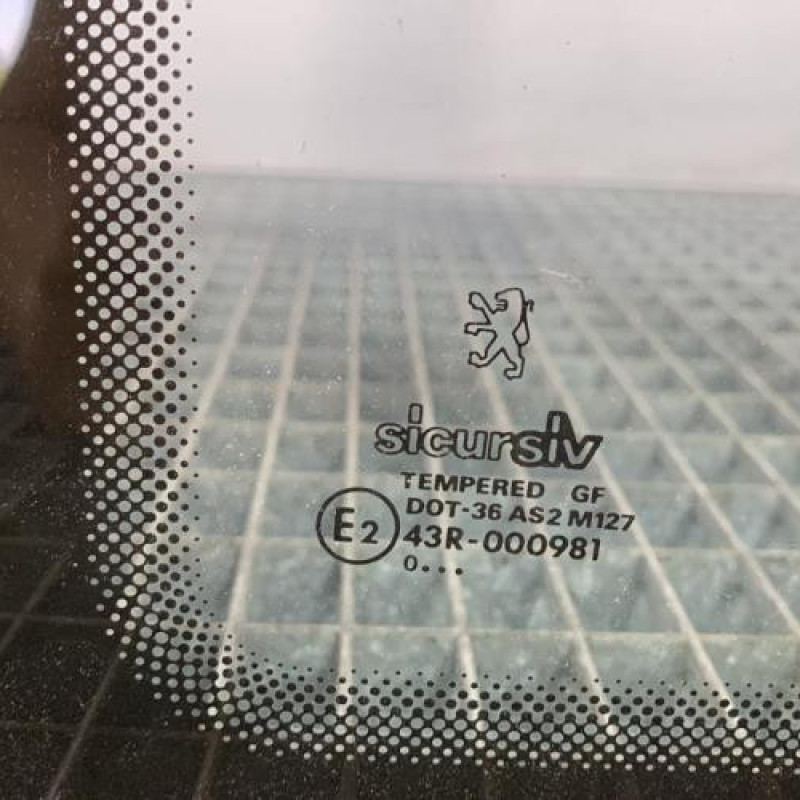 sicursiv
TEMPERED GF
DOT-36 AS2 M127
E2 43R-000981
0...